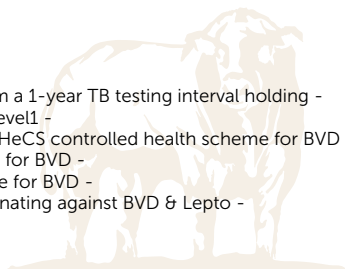 a 1-year TB testing interval holding -
evel1 -
HeCS controlled health scheme for BVD
for BVD -
e for BVD -
nating against BVD & Lepto -